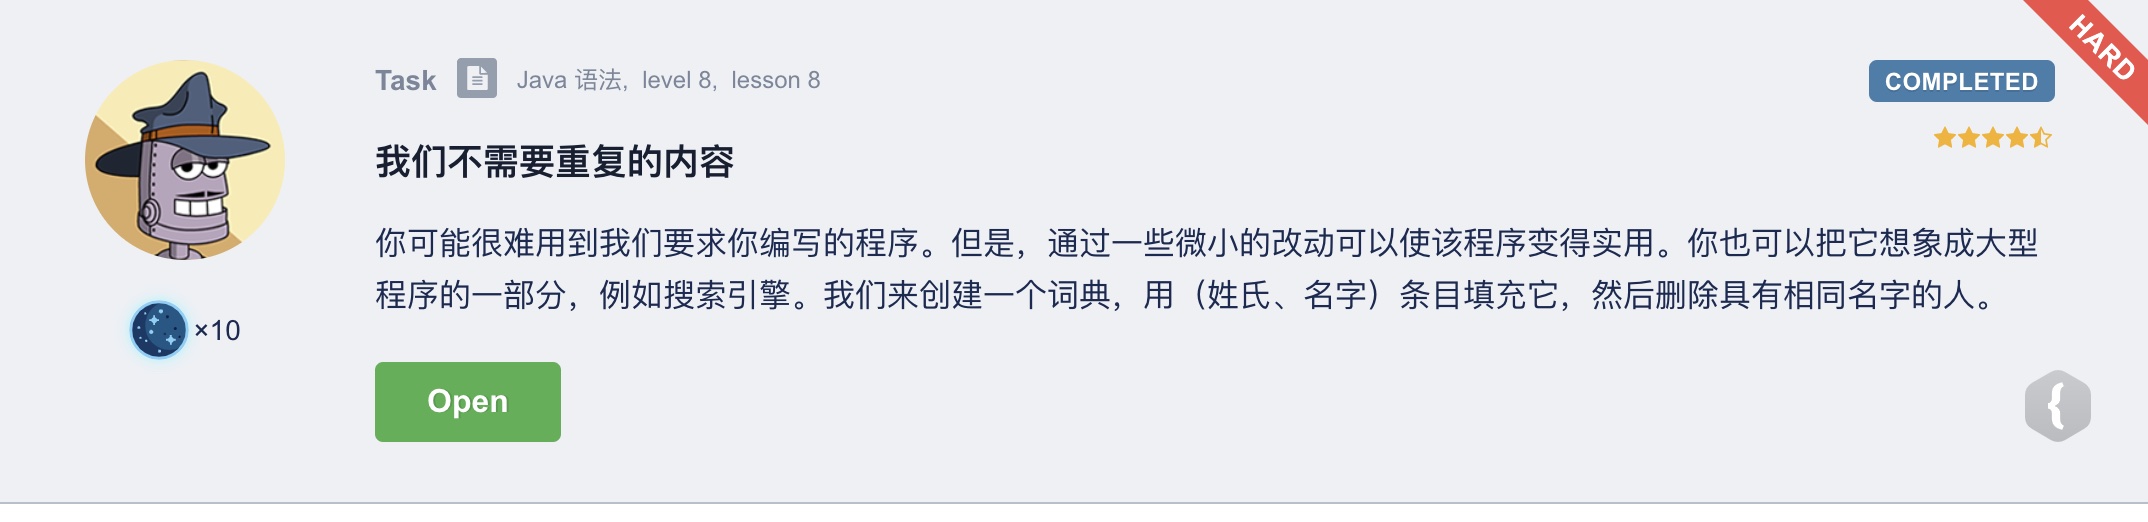 Task Java 语法, level 8, lesson 8
COMPLETED
HARD
我们不需要重复的内容
你可能很难用到我们要求你编写的程序。但是，通过一些微小的改动可以使该程序变得实用。你也可以把它想象成大型
程序的一部分，例如搜索引擎。我们来创建一个词典，用（姓氏、名字）条目填充它，然后删除具有相同名字的人。
×10
Open
{